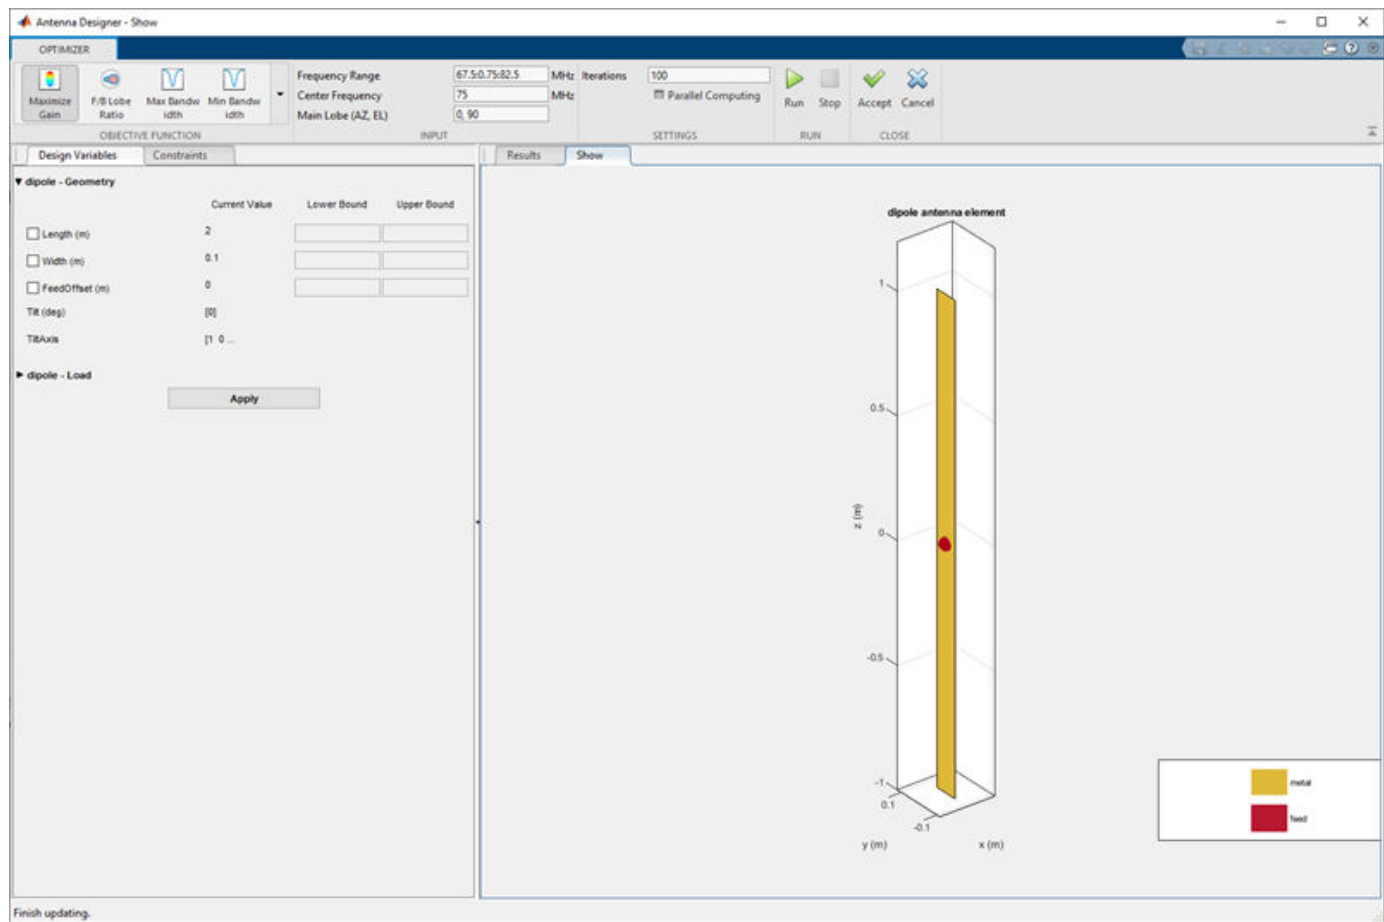 Antenna Designer - Show
OPTIMIZER
Maximize Gain
F/B Lobe Ratio
Max Bandw idth
Min Bandw idth
OBJECTIVE FUNCTION
Frequency Range 67.5:0.75:82.5 MHz
Center Frequency 75 MHz
Main Lobe (AZ, EL) 0, 90
INPUT
Iterations 100
Parallel Computing
SETTINGS
Run Stop
RUN
Accept Cancel
CLOSE
Design Variables Constraints
dipole - Geometry
Current Value Lower Bound Upper Bound
Length (m) 2
Width (m) 0.1
FeedOffset (m) 0
Tilt (deg) [0]
TiltAxis [1 0 ...
dipole - Load
Apply
Results Show
dipole antenna element
1
0.5
0
-0.5
-1
z (m)
0.1
-0.1
y (m) x (m)
metal
feed
Finish updating.